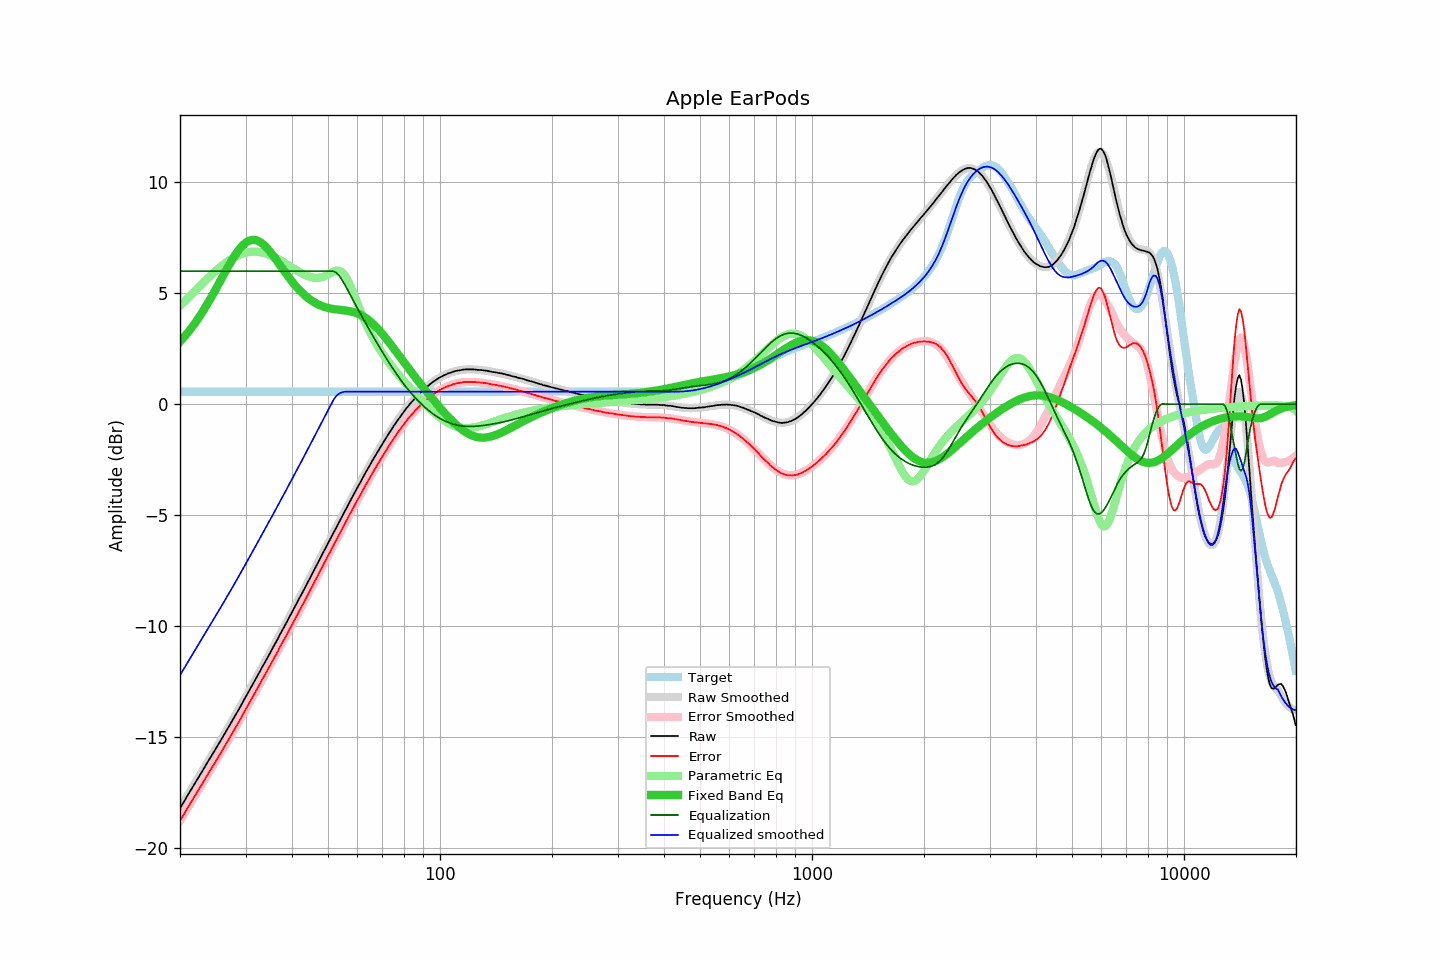 Apple EarPods
10
5
0
−5
−10
−15
−20
Amplitude (dBr)
100
1000
10000
Frequency (Hz)
Target
Raw Smoothed
Error Smoothed
Raw
Error
Parametric Eq
Fixed Band Eq
Equalization
Equalized smoothed